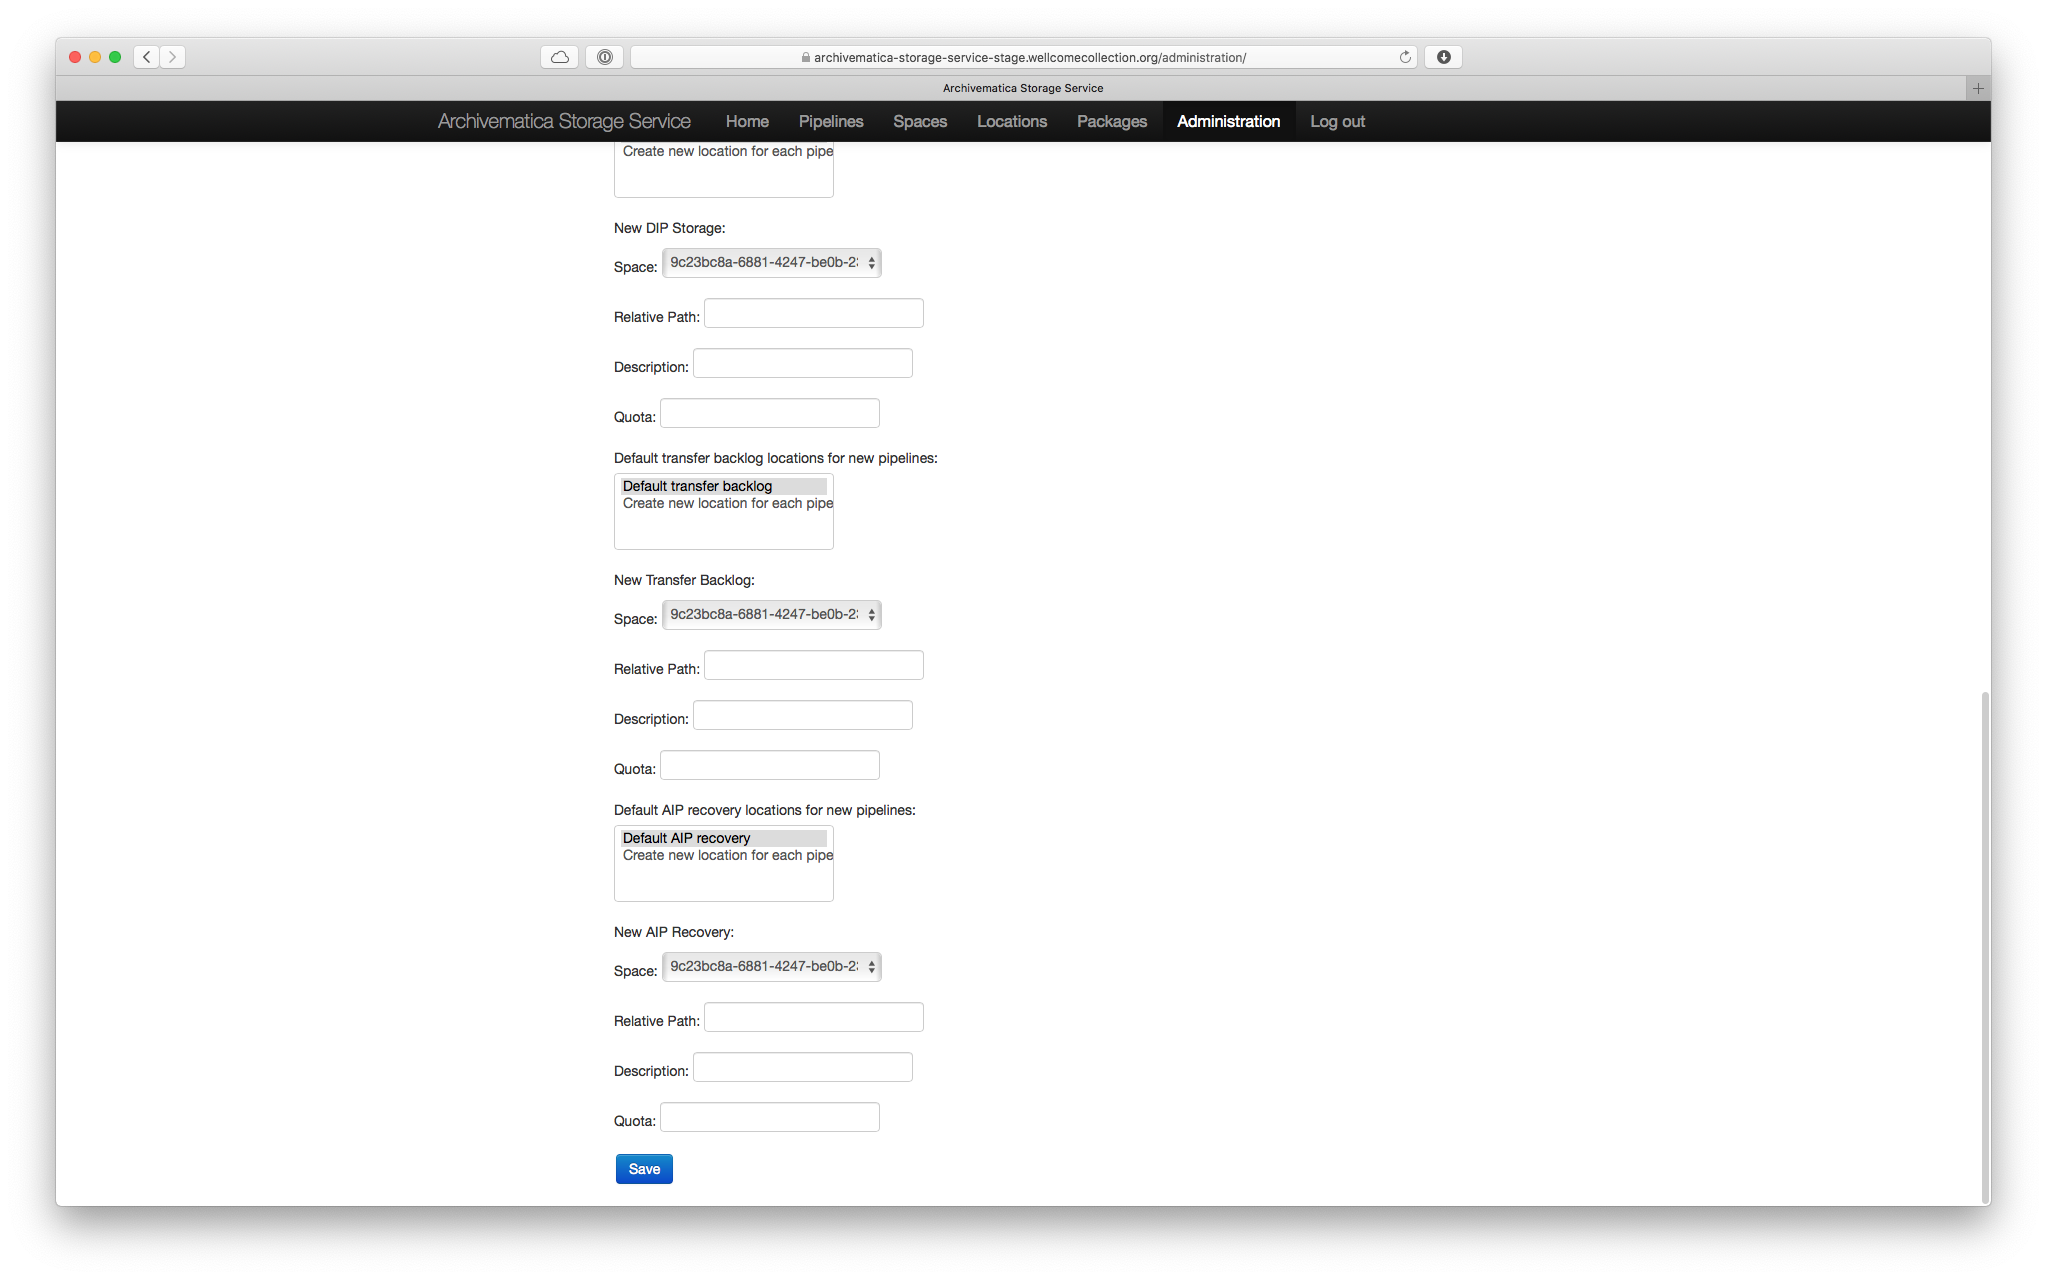 archivematica-storage-service-stage.wellcomecollection.org/administration/
Archivematica Storage Service
Archivematica Storage Service Home Pipelines Spaces Locations Packages Administration Log out
Create new location for each pipe
New DIP Storage:
Space: 9c23bc8a-6881-4247-be0b-2
Relative Path:
Description:
Quota:
Default transfer backlog locations for new pipelines:
Default transfer backlog
Create new location for each pipe
New Transfer Backlog:
Space: 9c23bc8a-6881-4247-be0b-2
Relative Path:
Description:
Quota:
Default AIP recovery locations for new pipelines:
Default AIP recovery
Create new location for each pipe
New AIP Recovery:
Space: 9c23bc8a-6881-4247-be0b-2
Relative Path:
Description:
Quota:
Save